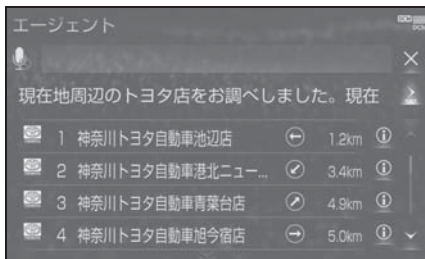 エージェント
現在地周辺のトヨタ店をお調べしました。現在
1 神奈川トヨタ自動車池辺店 1.2km
2 神奈川トヨタ自動車港北ニュー... 3.4km
3 神奈川トヨタ自動車青葉台店 4.9km
4 神奈川トヨタ自動車旭今宿店 5.0km